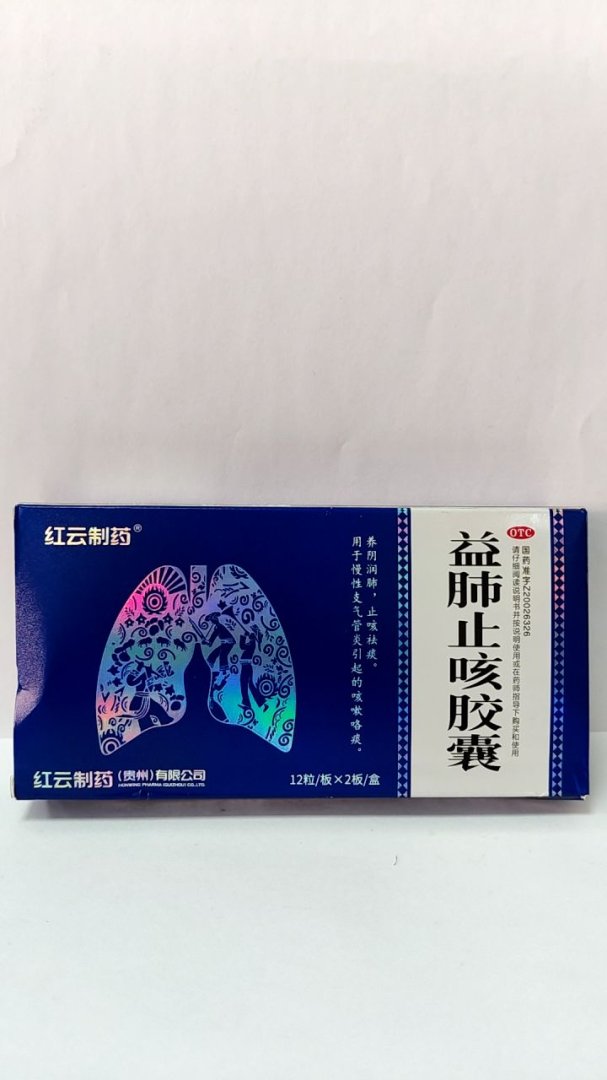 红云制药®
养阴润肺，止咳祛痰。
用于慢性支气管炎引起的咳嗽咯痰。
红云制药(贵州)有限公司
HONWING PHARMA (GUIZHOU) CO.,LTD.
12粒/板×2板/盒
OTC
国药准字Z20026326
请仔细阅读说明书并按说明使用或在药师指导下购买和使用
益肺止咳胶囊